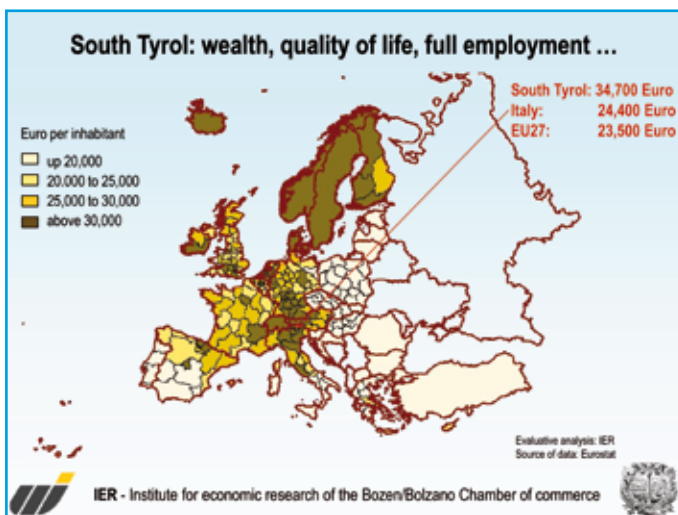 South Tyrol: wealth, quality of life, full employment ...
South Tyrol: 34,700 Euro
Italy: 24,400 Euro
EU27: 23,500 Euro
Euro per inhabitant
up 20,000
20.000 to 25,000
25,000 to 30,000
above 30,000
Evaluative analysis: IER
Source of data: Eurostat
IER - Institute for economic research of the Bozen/Bolzano Chamber of commerce